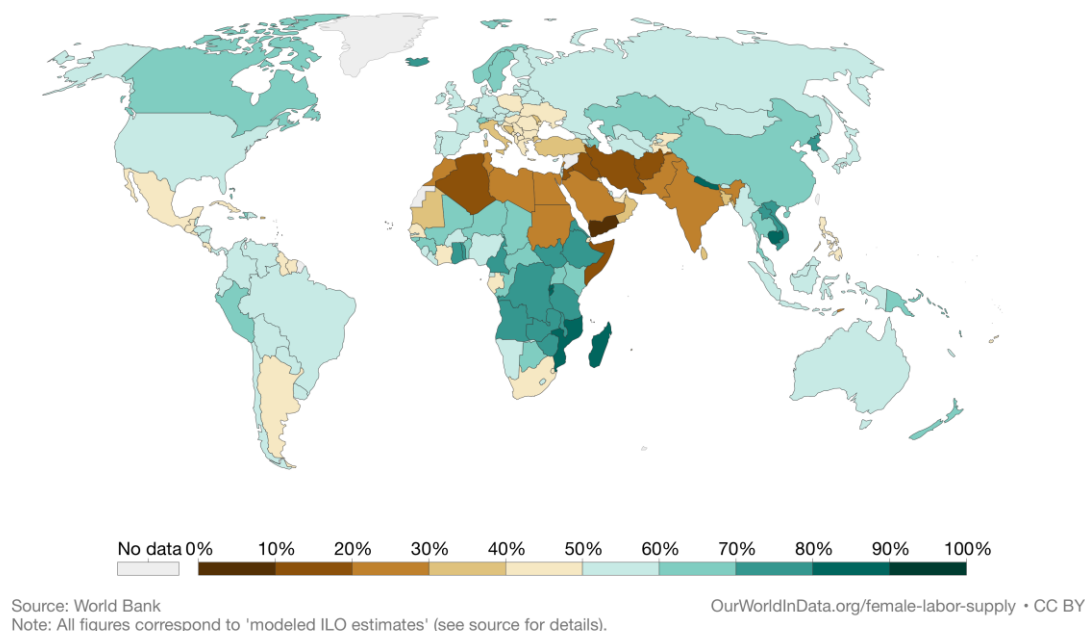 No data 0% 10% 20% 30% 40% 50% 60% 70% 80% 90% 100%
Source: World Bank OurWorldInData.org/female-labor-supply • CC BY
Note: All figures correspond to 'modeled ILO estimates' (see source for details).